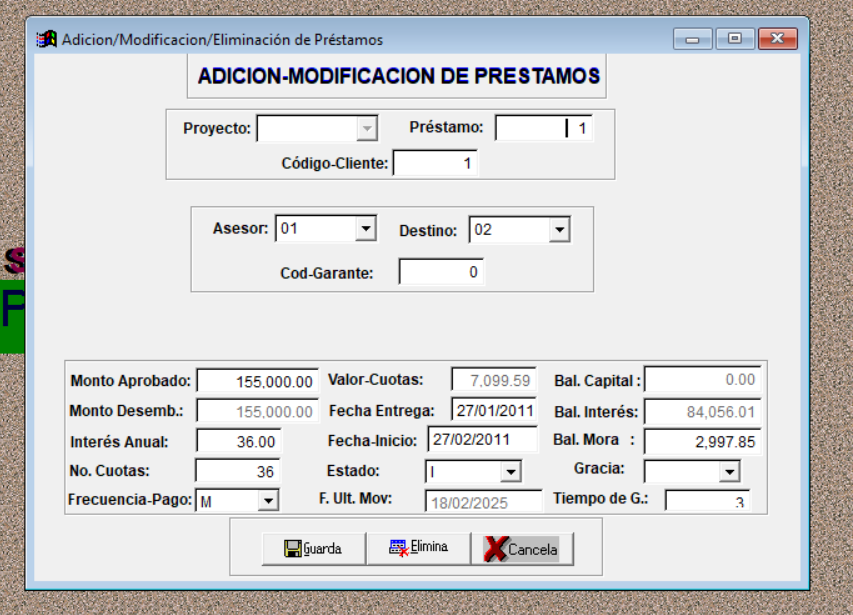 Adicion/Modificacion/Eliminación de Préstamos
ADICION-MODIFICACION DE PRESTAMOS
Proyecto: Préstamo: 1
Código-Cliente: 1
Asesor: 01 Destino: 02
Cod-Garante: 0
Monto Aprobado: 155,000.00 Valor-Cuotas: 7,099.59 Bal. Capital : 0.00
Monto Desemb.: 155,000.00 Fecha Entrega: 27/01/2011 Bal. Interés: 84,056.01
Interés Anual: 36.00 Fecha-Inicio: 27/02/2011 Bal. Mora : 2,997.85
No. Cuotas: 36 Estado: I Gracia:
Frecuencia-Pago: M F. Ult. Mov: 18/02/2025 Tiempo de G.: 3
Guarda Elimina Cancela